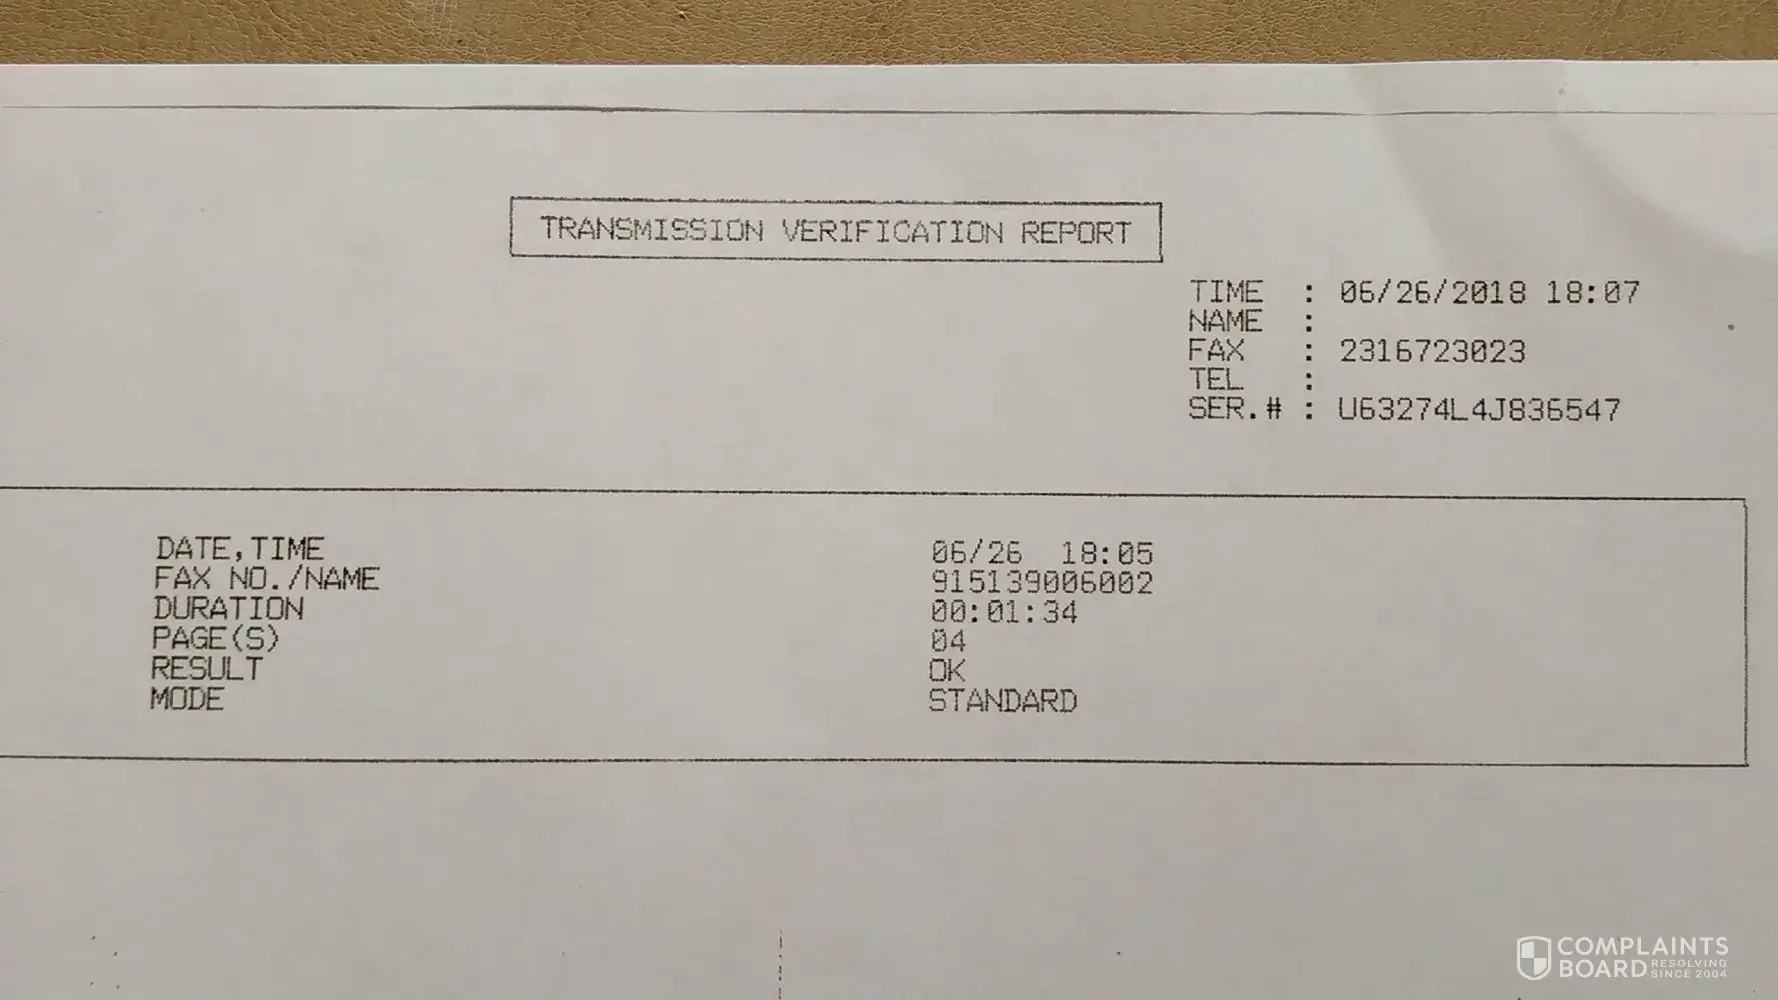 TRANSMISSION VERIFICATION REPORT
TIME : 06/26/2018 18:07
NAME :
FAX : 2316723023
TEL :
SER.# : U63274L4J836547
DATE,TIME 06/26 18:05
FAX NO./NAME 915139006002
DURATION 00:01:34
PAGE(S) 04
RESULT OK
MODE STANDARD
COMPLAINTS
BOARD RESOLVING SINCE 2004